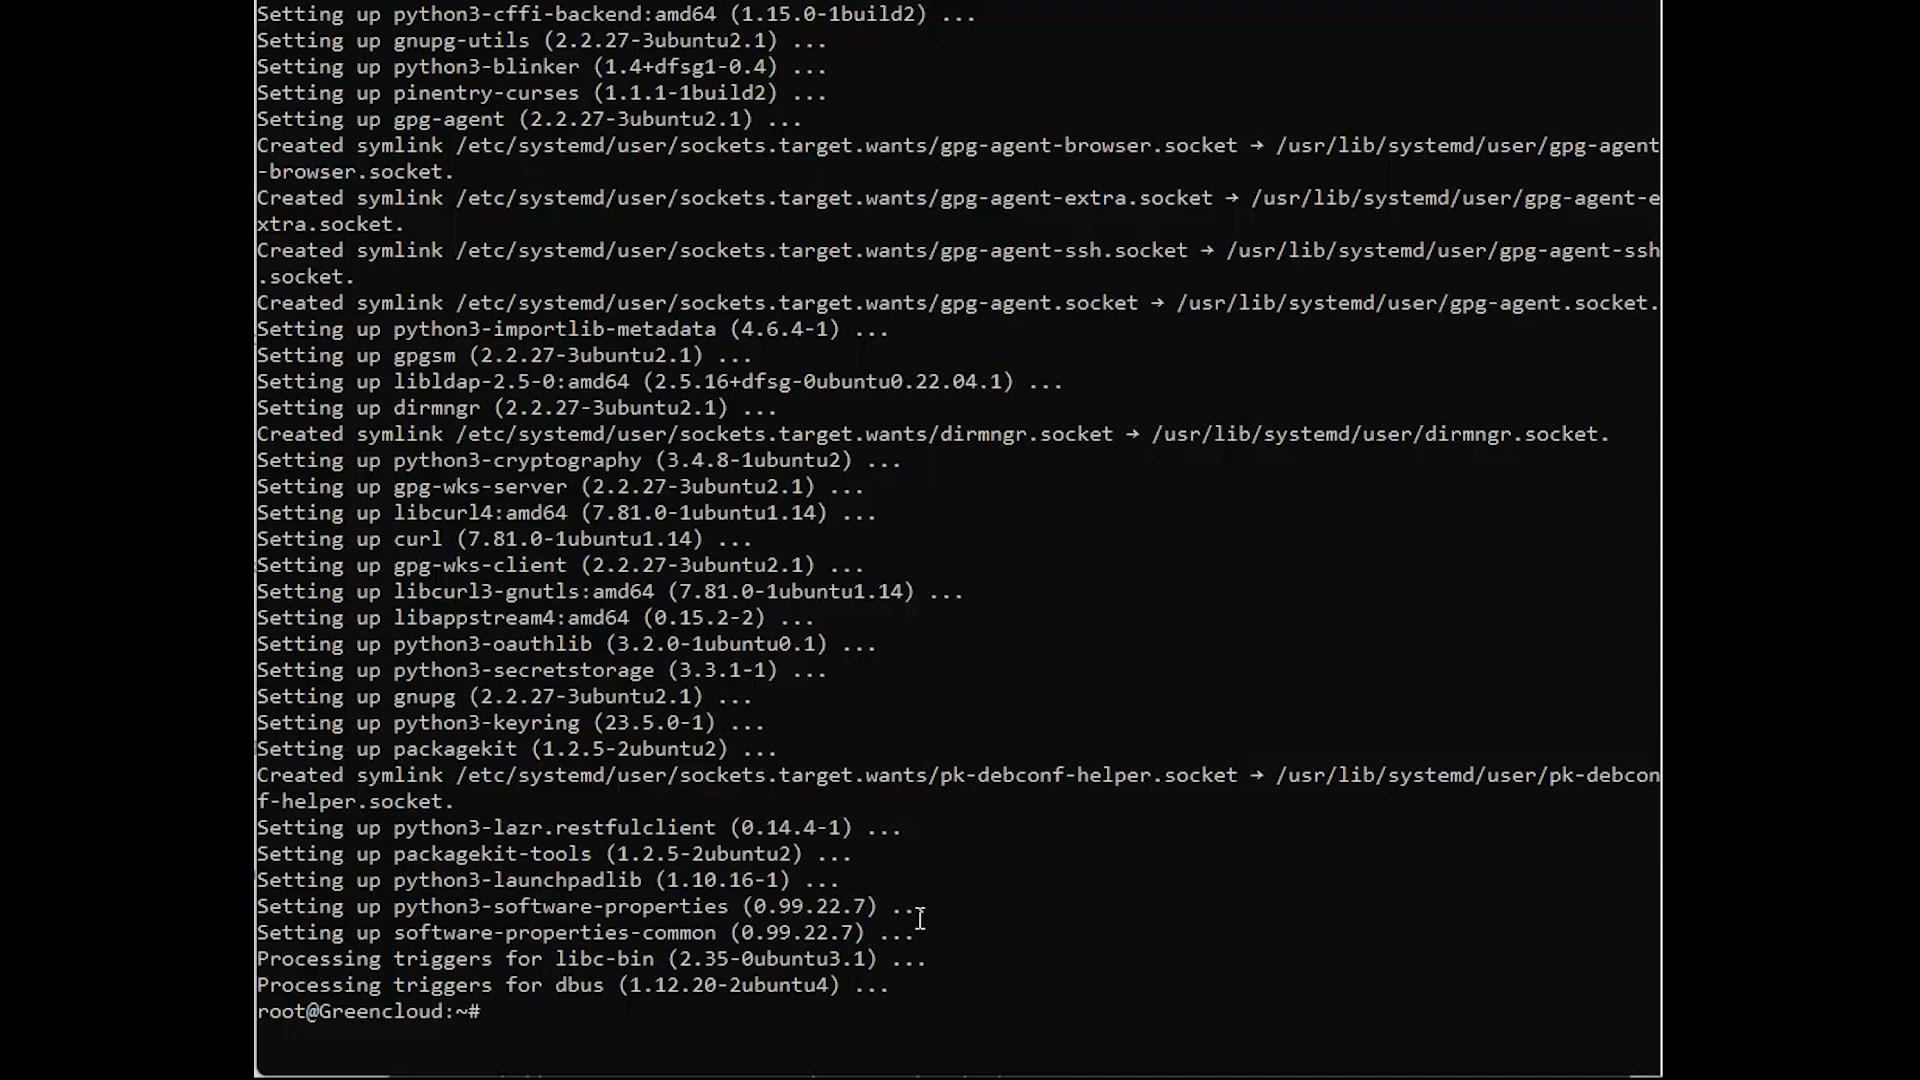 Setting up python3-cffi-backend:amd64 (1.15.0-1build2) ...
Setting up gnupg-utils (2.2.27-3ubuntu2.1) ...
Setting up python3-blinker (1.4+dfsg1-0.4) ...
Setting up pinentry-curses (1.1.1-1build2) ...
Setting up gpg-agent (2.2.27-3ubuntu2.1) ...
Created symlink /etc/systemd/user/sockets.target.wants/gpg-agent-browser.socket → /usr/lib/systemd/user/gpg-agent
-browser.socket.
Created symlink /etc/systemd/user/sockets.target.wants/gpg-agent-extra.socket → /usr/lib/systemd/user/gpg-agent-e
xtra.socket.
Created symlink /etc/systemd/user/sockets.target.wants/gpg-agent-ssh.socket → /usr/lib/systemd/user/gpg-agent-ssh
.socket.
Created symlink /etc/systemd/user/sockets.target.wants/gpg-agent.socket → /usr/lib/systemd/user/gpg-agent.socket.
Setting up python3-importlib-metadata (4.6.4-1) ...
Setting up gpgsm (2.2.27-3ubuntu2.1) ...
Setting up libldap-2.5-0:amd64 (2.5.16+dfsg-0ubuntu0.22.04.1) ...
Setting up dirmngr (2.2.27-3ubuntu2.1) ...
Created symlink /etc/systemd/user/sockets.target.wants/dirmngr.socket → /usr/lib/systemd/user/dirmngr.socket.
Setting up python3-cryptography (3.4.8-1ubuntu2) ...
Setting up gpg-wks-server (2.2.27-3ubuntu2.1) ...
Setting up libcurl4:amd64 (7.81.0-1ubuntu1.14) ...
Setting up curl (7.81.0-1ubuntu1.14) ...
Setting up gpg-wks-client (2.2.27-3ubuntu2.1) ...
Setting up libcurl3-gnutls:amd64 (7.81.0-1ubuntu1.14) ...
Setting up libappstream4:amd64 (0.15.2-2) ...
Setting up python3-oauthlib (3.2.0-1ubuntu0.1) ...
Setting up python3-secretstorage (3.3.1-1) ...
Setting up gnupg (2.2.27-3ubuntu2.1) ...
Setting up python3-keyring (23.5.0-1) ...
Setting up packagekit (1.2.5-2ubuntu2) ...
Created symlink /etc/systemd/user/sockets.target.wants/pk-debconf-helper.socket → /usr/lib/systemd/user/pk-debcon
f-helper.socket.
Setting up python3-lazr.restfulclient (0.14.4-1) ...
Setting up packagekit-tools (1.2.5-2ubuntu2) ...
Setting up python3-launchpadlib (1.10.16-1) ...
Setting up python3-software-properties (0.99.22.7) ...
Setting up software-properties-common (0.99.22.7) ...
Processing triggers for libc-bin (2.35-0ubuntu3.1) ...
Processing triggers for dbus (1.12.20-2ubuntu4) ...
root@Greencloud:~#